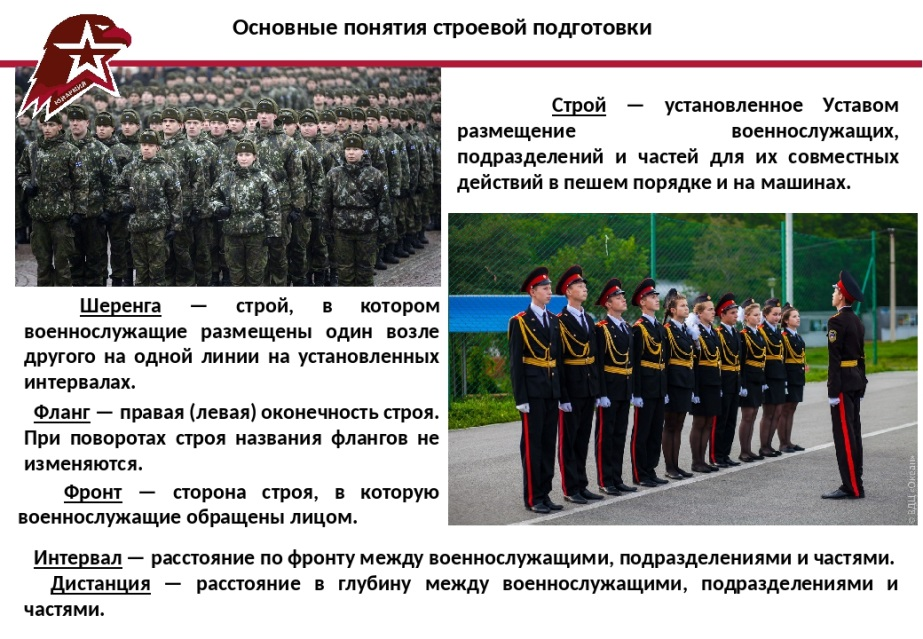 Основные понятия строевой подготовки
ЮНАРМИЯ
Строй — установленное Уставом
размещение военнослужащих,
подразделений и частей для их совместных
действий в пешем порядке и на машинах.
Шеренга — строй, в котором
военнослужащие размещены один возле
другого на одной линии на установленных
интервалах.
Фланг — правая (левая) оконечность строя.
При поворотах строя названия флангов не
изменяются.
Фронт — сторона строя, в которую
военнослужащие обращены лицом.
© ВДЦ «Океан»
Интервал — расстояние по фронту между военнослужащими, подразделениями и частями.
Дистанция — расстояние в глубину между военнослужащими, подразделениями и
частями.